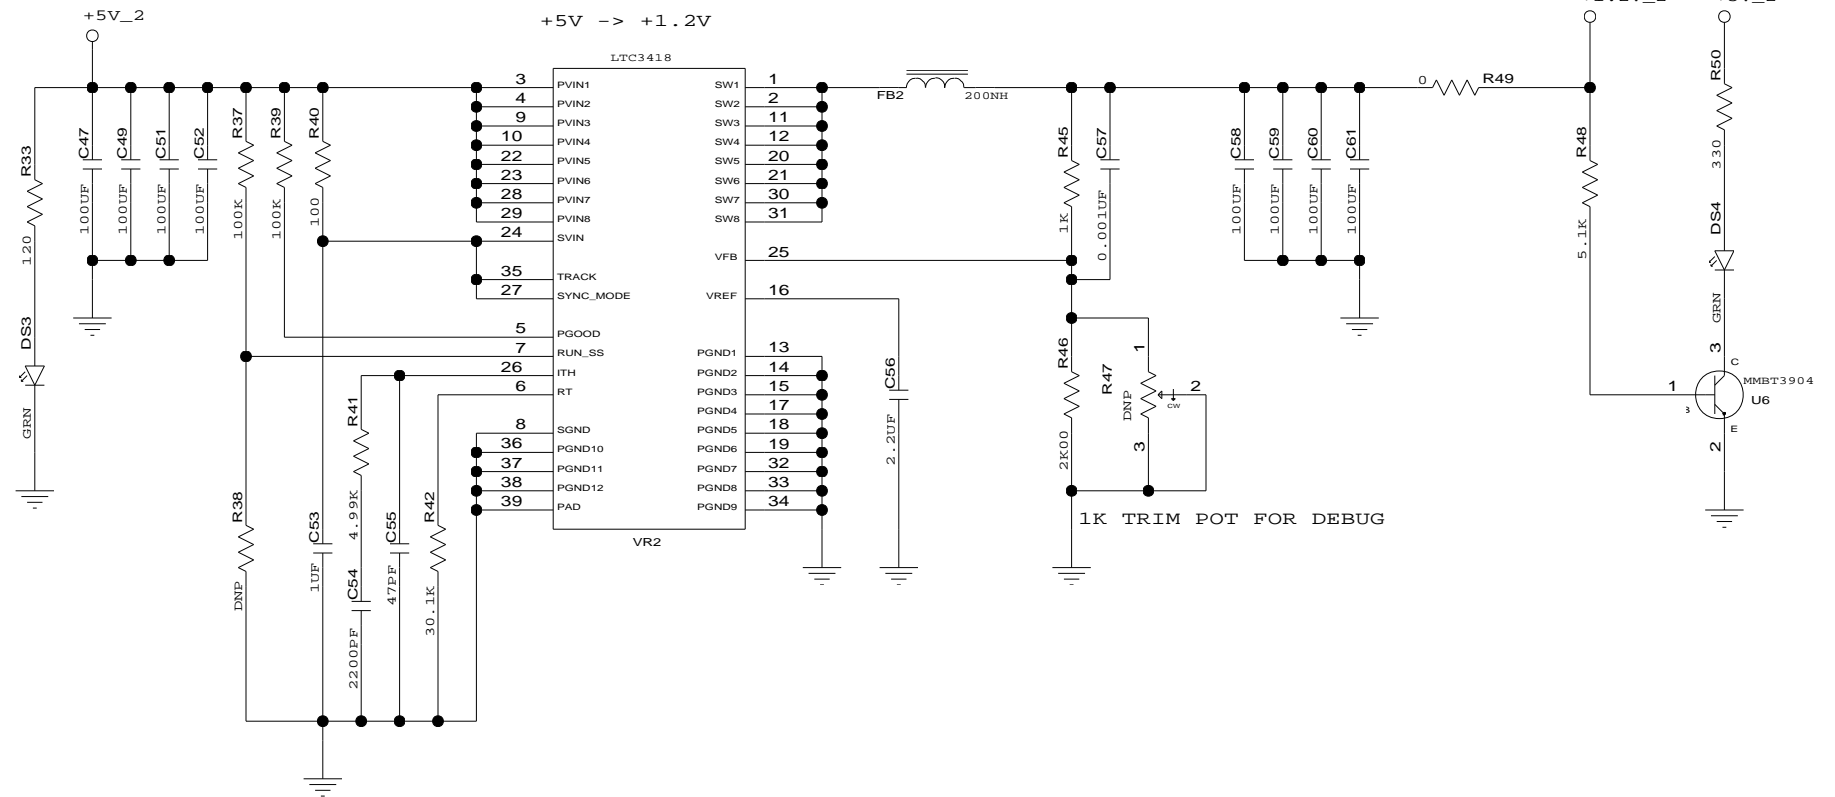 +5V_2
+5V -> +1.2V
LTC3418
3 PVIN1
4 PVIN2
9 PVIN3
10 PVIN4
22 PVIN5
23 PVIN6
28 PVIN7
29 PVIN8
24 SVIN
35 TRACK
27 SYNC_MODE
5 PGOOD
7 RUN_SS
26 ITH
6 RT
8 SGND
36 PGND10
37 PGND11
38 PGND12
39 PAD
SW1 1
SW2 2
SW3 11
SW4 12
SW5 20
SW6 21
SW7 30
SW8 31
VFB 25
VREF 16
PGND1 13
PGND2 14
PGND3 15
PGND4 17
PGND5 18
PGND6 19
PGND7 32
PGND8 33
PGND9 34
VR2
R33
120
DS3
GRN
C47
100UF
C49
100UF
C51
100UF
C52
100UF
R37
100K
R39
100K
R40
100
R38
DNP
C53
1UF
R41
4.99K
C54
2200PF
C55
47PF
R42
30.1K
FB2
200NH
C56
2.2UF
R45
1K
C57
0.001UF
R46
2K00
R47
DNP
1
2
3
CW
1K TRIM POT FOR DEBUG
C58
100UF
C59
100UF
C60
100UF
C61
100UF
0
R49
R48
5.1K
R50
330
DS4
GRN
3
C
1
MMBT3904
U6
E
2